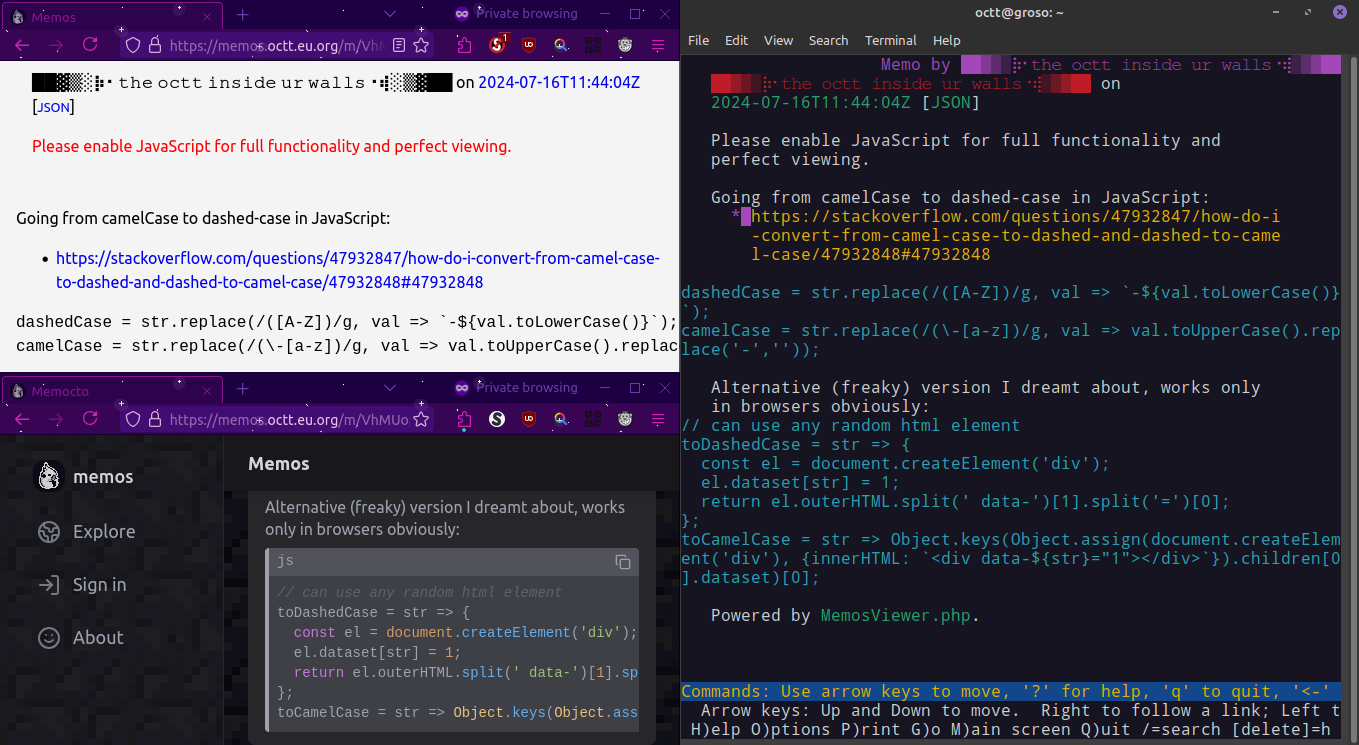 Memos
Private browsing
https://memos.octt.eu.org/m/VhM
1
the octt inside ur walls on 2024-07-16T11:44:04Z
[JSON]
Please enable JavaScript for full functionality and perfect viewing.
Going from camelCase to dashed-case in JavaScript:
• https://stackoverflow.com/questions/47932847/how-do-i-convert-from-camel-case-
to-dashed-and-dashed-to-camel-case/47932848#47932848
dashedCase = str.replace(/([A-Z])/g, val => `-${val.toLowerCase()}`);
camelCase = str.replace(/(\-[a-z])/g, val => val.toUpperCase().replac
Memocto
Private browsing
https://memos.octt.eu.org/m/VhMUo
memos
Explore
Sign in
About
Memos
Alternative (freaky) version I dreamt about, works
only in browsers obviously:
js
// can use any random html element
toDashedCase = str => {
const el = document.createElement('div');
el.dataset[str] = 1;
return el.outerHTML.split(' data-')[1].sp
};
toCamelCase = str => Object.keys(Object.ass
octt@groso: ~
File Edit View Search Terminal Help
Memo by the octt inside ur walls
the octt inside ur walls on
2024-07-16T11:44:04Z [JSON]
Please enable JavaScript for full functionality and
perfect viewing.
Going from camelCase to dashed-case in JavaScript:
* https://stackoverflow.com/questions/47932847/how-do-i
-convert-from-camel-case-to-dashed-and-dashed-to-came
l-case/47932848#47932848
dashedCase = str.replace(/([A-Z])/g, val => `-${val.toLowerCase()}
`);
camelCase = str.replace(/(\-[a-z])/g, val => val.toUpperCase().rep
lace('-',''));
Alternative (freaky) version I dreamt about, works only
in browsers obviously:
// can use any random html element
toDashedCase = str => {
const el = document.createElement('div');
el.dataset[str] = 1;
return el.outerHTML.split(' data-')[1].split('=')[0];
};
toCamelCase = str => Object.keys(Object.assign(document.createElem
ent('div'), {innerHTML: `<div data-${str}="1"></div>`}).children[0
].dataset)[0];
Powered by MemosViewer.php.
Commands: Use arrow keys to move, '?' for help, 'q' to quit, '<-'
Arrow keys: Up and Down to move. Right to follow a link; Left t
H)elp O)ptions P)rint G)o M)ain screen Q)uit /=search [delete]=h